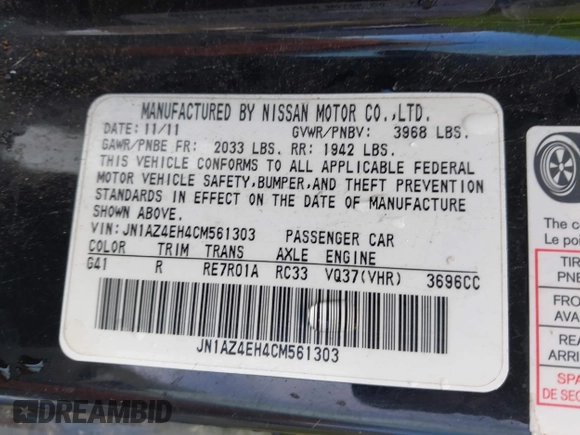 MANUFACTURED BY NISSAN MOTOR CO.,LTD.
DATE: 11/11 GVWR/PNBV: 3968 LBS.
GAWR/PNBE FR: 2033 LBS. RR: 1942 LBS.
THIS VEHICLE CONFORMS TO ALL APPLICABLE FEDERAL
MOTOR VEHICLE SAFETY,BUMPER,AND THEFT PREVENTION
STANDARDS IN EFFECT ON THE DATE OF MANUFACTURE
SHOWN ABOVE.
VIN: JN1AZ4EH4CM561303 PASSENGER CAR
COLOR TRIM TRANS AXLE ENGINE
G41 R RE7R01A RC33 VQ37(VHR) 3696CC
JN1AZ4EH4CM561303
The c
Le poi
TIR
PNE
FRO
AVA
REA
ARRI
SPA
DE SEC
DREAMBID